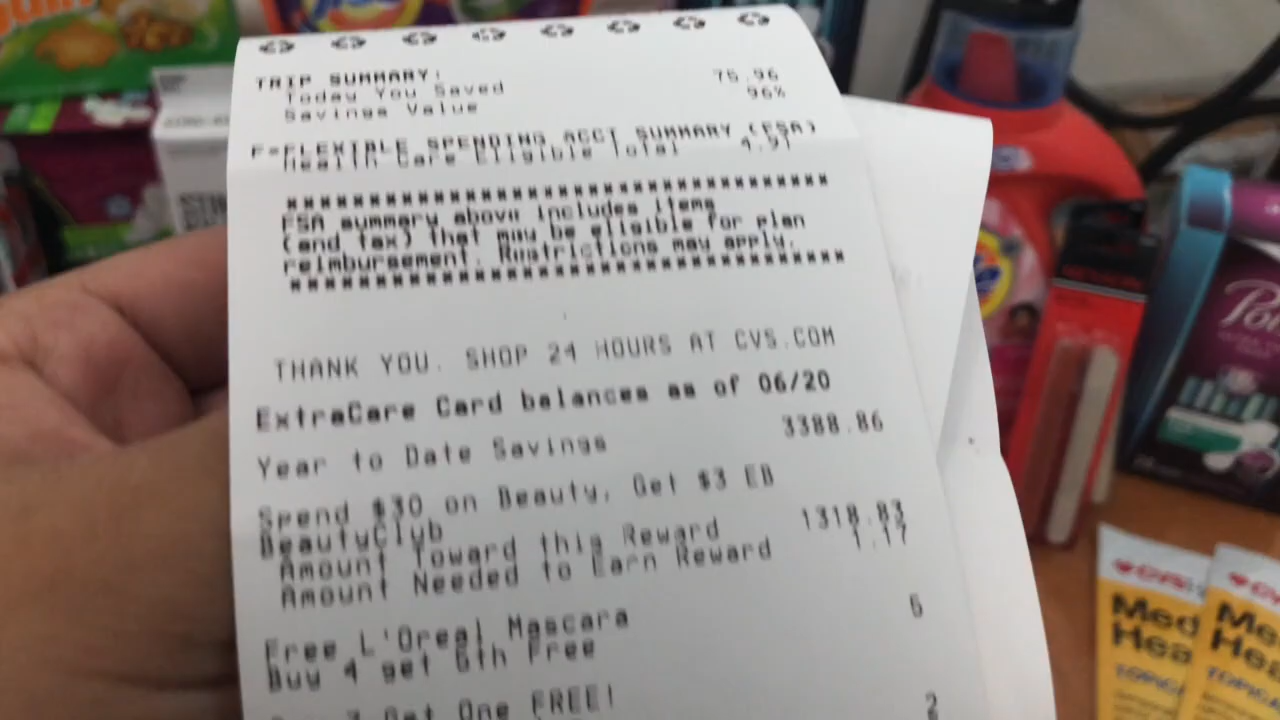 TRIP SUMMARY:
Today You Saved 75.96
Savings Value 96%
F=FLEXIBLE SPENDING ACCT SUMMARY (FSA)
Health Care Eligible Total 4.91
FSA summary above includes items
(and tax) that may be eligible for plan
reimbursement. Restrictions may apply.
THANK YOU. SHOP 24 HOURS AT CVS.COM
ExtraCare Card balances as of 06/20
Year to Date Savings 3388.86
Spend $30 on Beauty, Get $3 EB
BeautyClub
Amount Toward this Reward 1318.83
Amount Needed to Earn Reward 1.17
Free L'Oreal Mascara
Buy 4 get 5th Free
Get One FREE! 2
Tide
CVS
Med
Hea